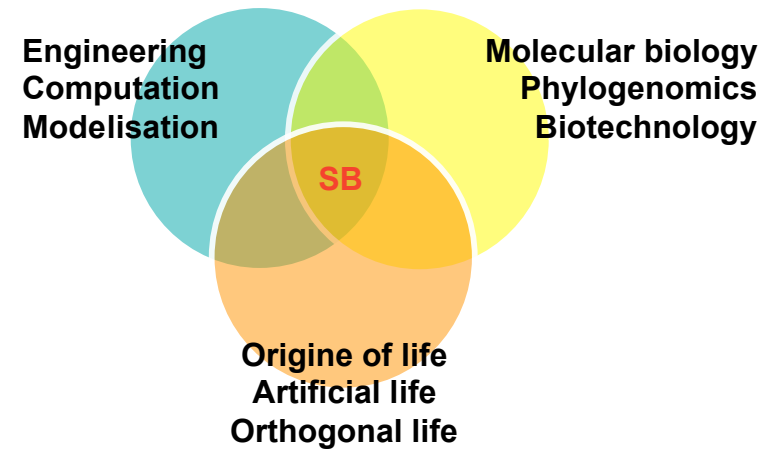 Engineering
Computation
Modelisation
Molecular biology
Phylogenomics
Biotechnology
SB
Origine of life
Artificial life
Orthogonal life